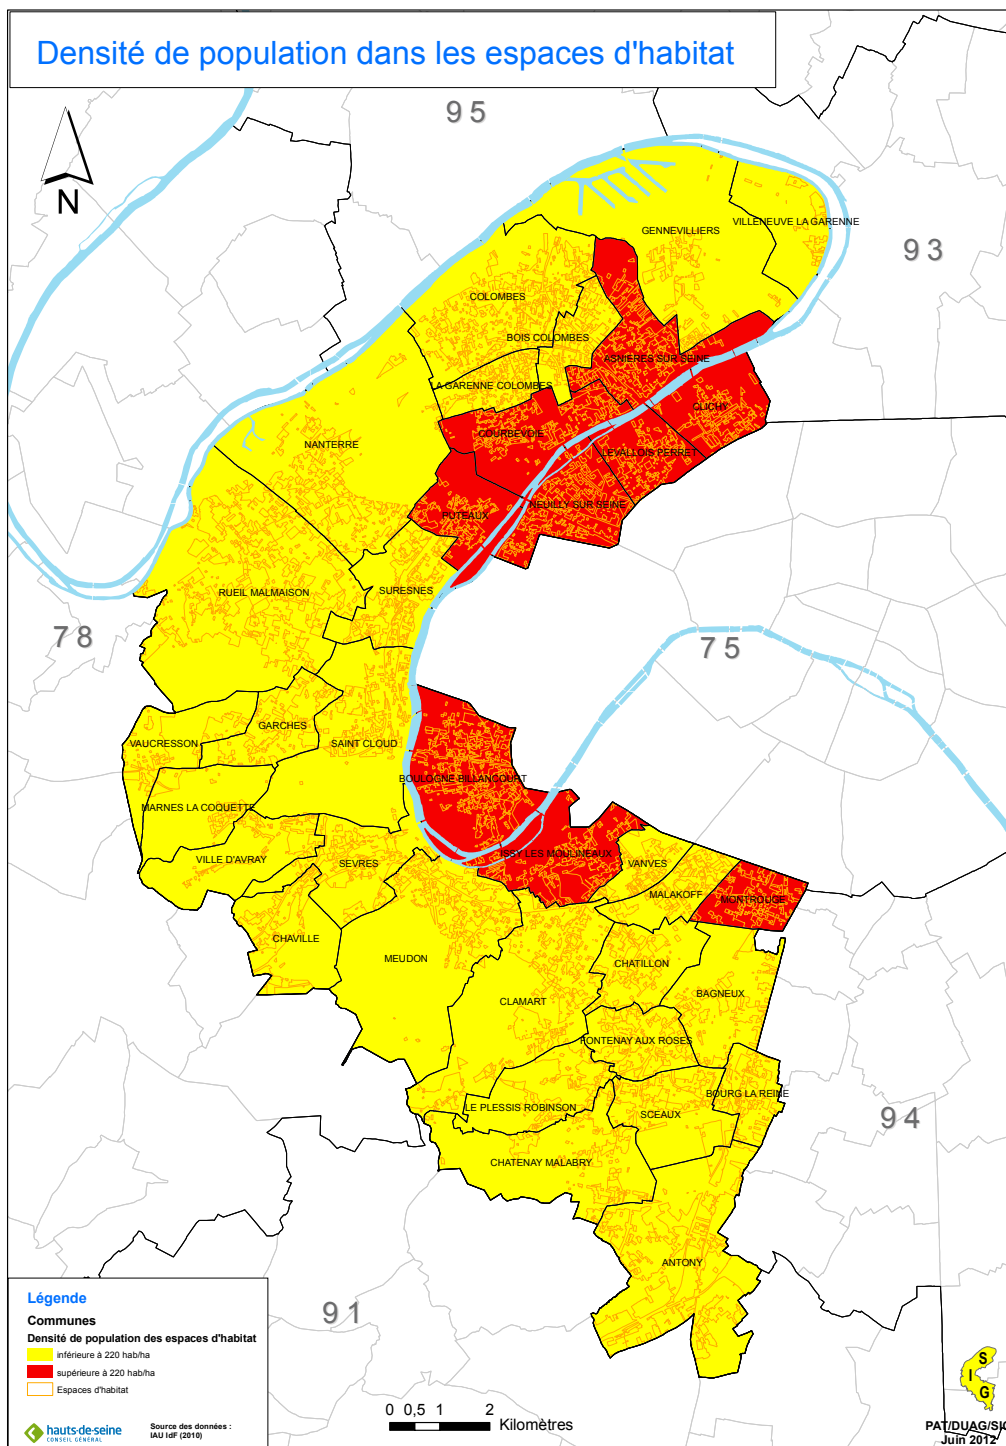 Densité de population dans les espaces d'habitat
95
N
VILLENEUVE LA GARENNE
GENNEVILLIERS
93
COLOMBES
BOIS COLOMBES
ASNIERES SUR SEINE
LA GARENNE COLOMBES
CLICHY
COURBEVOIE
NANTERRE
LEVALLOIS PERRET
NEUILLY SUR SEINE
PUTEAUX
RUEIL MALMAISON
SURESNES
78
75
GARCHES
VAUCRESSON
SAINT CLOUD
BOULOGNE BILLANCOURT
MARNES LA COQUETTE
VILLE D'AVRAY
SEVRES
ISSY LES MOULINEAUX
VANVES
MALAKOFF
MONTROUGE
CHAVILLE
MEUDON
CHATILLON
BAGNEUX
CLAMART
FONTENAY AUX ROSES
BOURG LA REINE
LE PLESSIS ROBINSON
SCEAUX
94
CHATENAY MALABRY
ANTONY
91
Légende
Communes
Densité de population des espaces d'habitat
inférieure à 220 hab/ha
supérieure à 220 hab/ha
Espaces d'habitat
hauts-de-seine
CONSEIL GÉNÉRAL
Source des données :
IAU IdF (2010)
0 0,5 1 2
Kilomètres
S
I
G
PAT/DUAG/SIG
Juin 2012